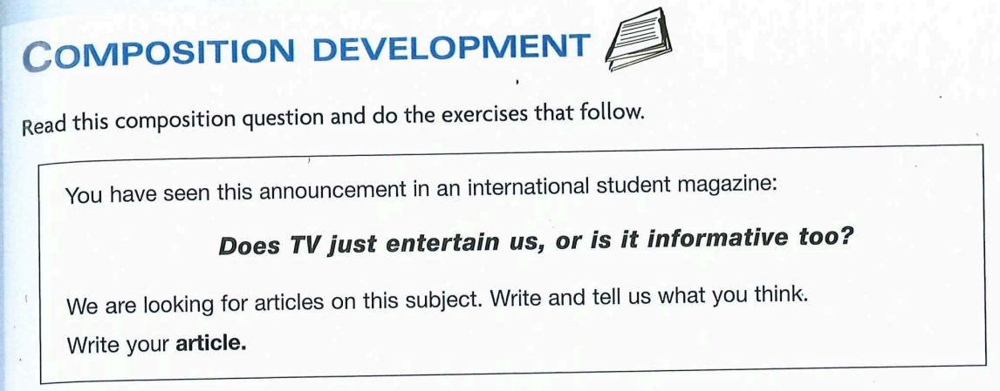 COMPOSITION DEVELOPMENT
Read this composition question and do the exercises that follow.
You have seen this announcement in an international student magazine:
Does TV just entertain us, or is it informative too?
We are looking for articles on this subject. Write and tell us what you think.
Write your article.